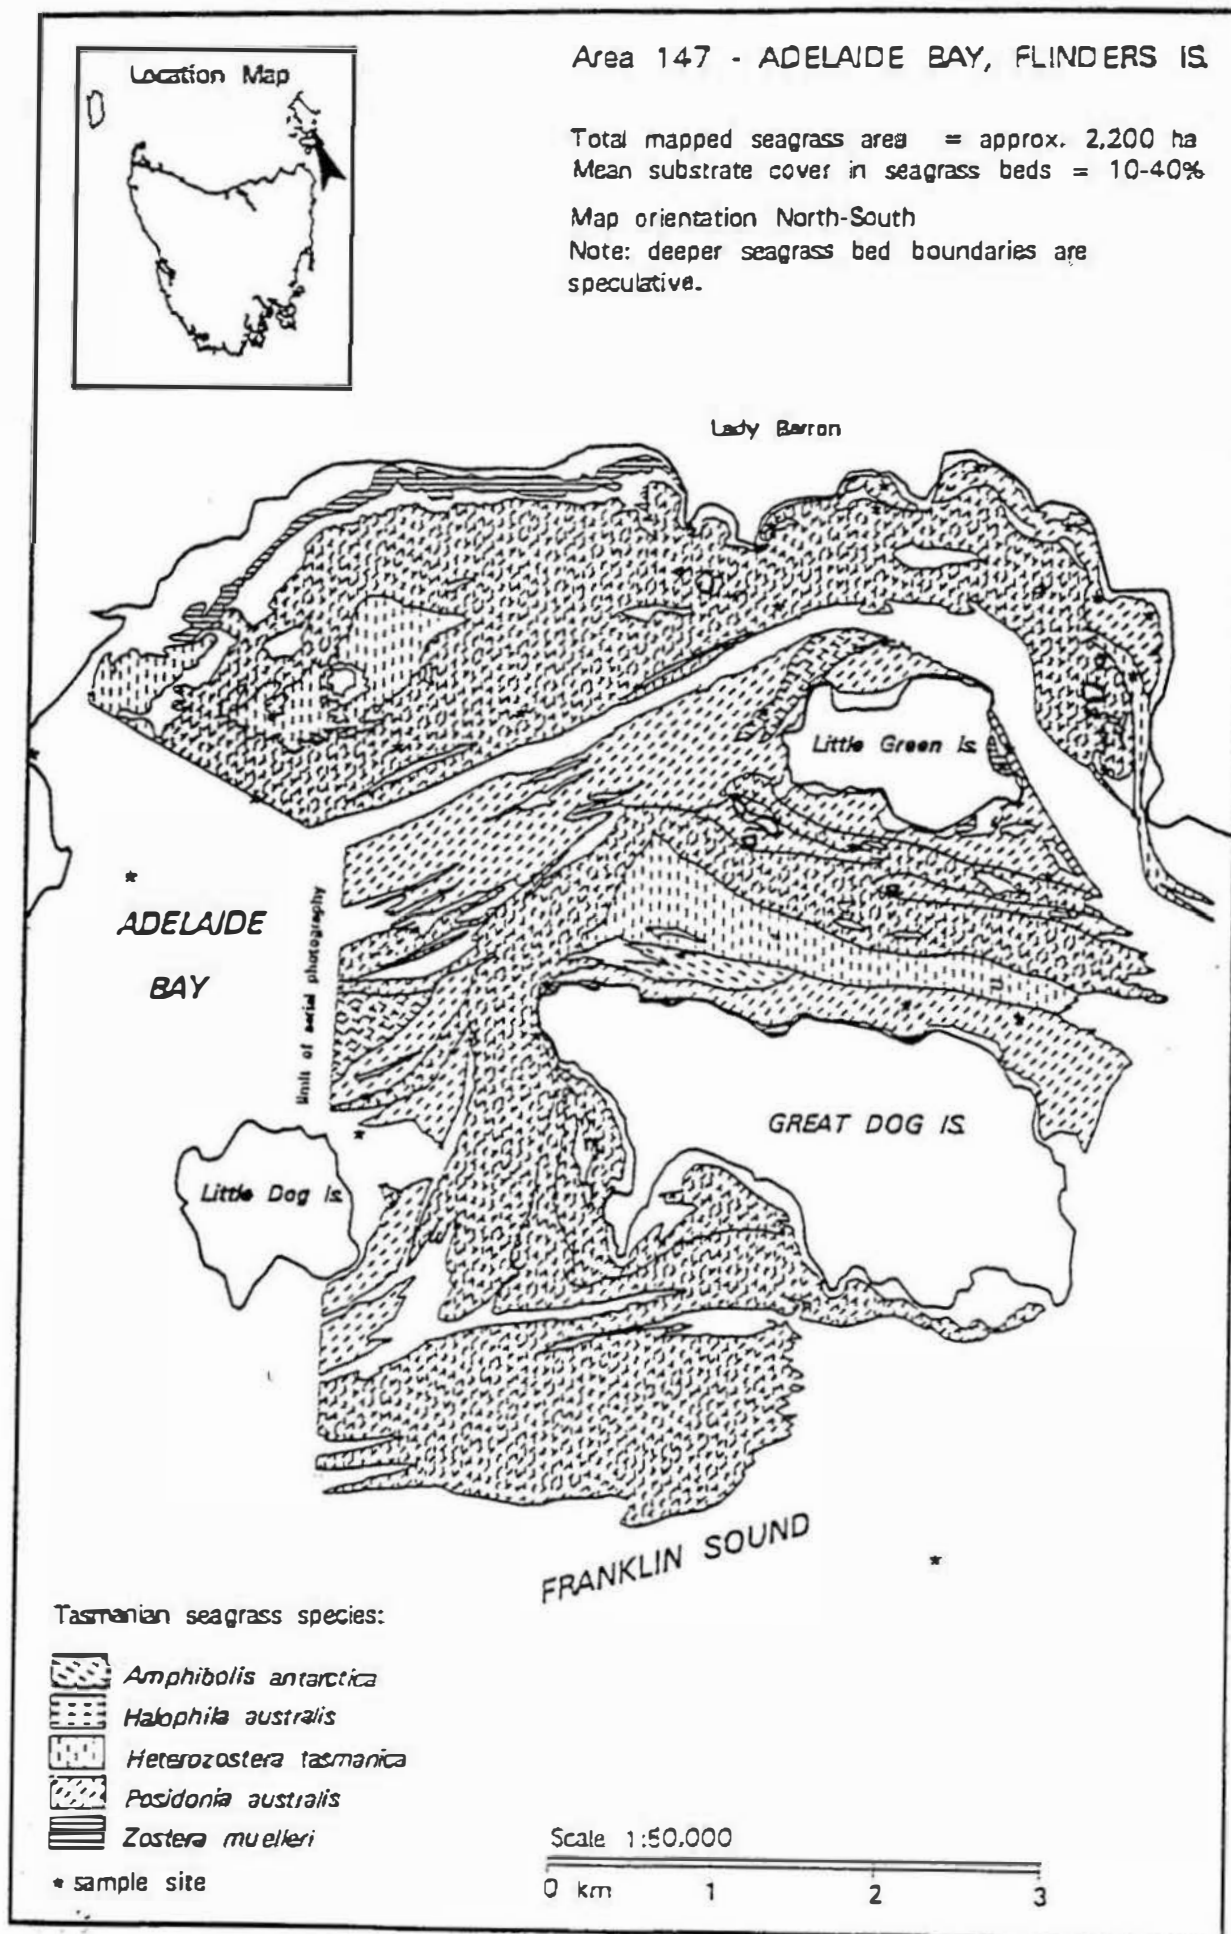 Location Map
Area 147 - ADELAIDE BAY, FLINDERS IS.
Total mapped seagrass area = approx. 2,200 ha
Mean substrate cover in seagrass beds = 10-40%
Map orientation North-South
Note: deeper seagrass bed boundaries are
speculative.
Lady Barron
Little Green Is.
ADELAIDE
BAY
limit of aerial photography
GREAT DOG IS.
Little Dog Is.
FRANKLIN SOUND
Tasmanian seagrass species:
Amphibolis antarctica
Halophila australis
Heterozostera tasmanica
Posidonia australis
Zostera muelleri
* sample site
Scale 1:50,000
0 km 1 2 3